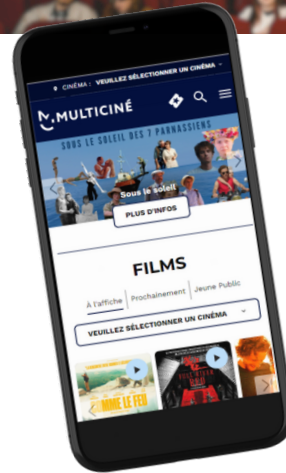 CINÉMA : VEUILLEZ SÉLECTIONNER UN CINÉMA
MULTICINÉ
SOUS LE SOLEIL DES 7 PARNASSIENS
Sous le soleil
PLUS D'INFOS
FILMS
À l'affiche Prochainement Jeune Public
VEUILLEZ SÉLECTIONNER UN CINÉMA
MME LE FEU